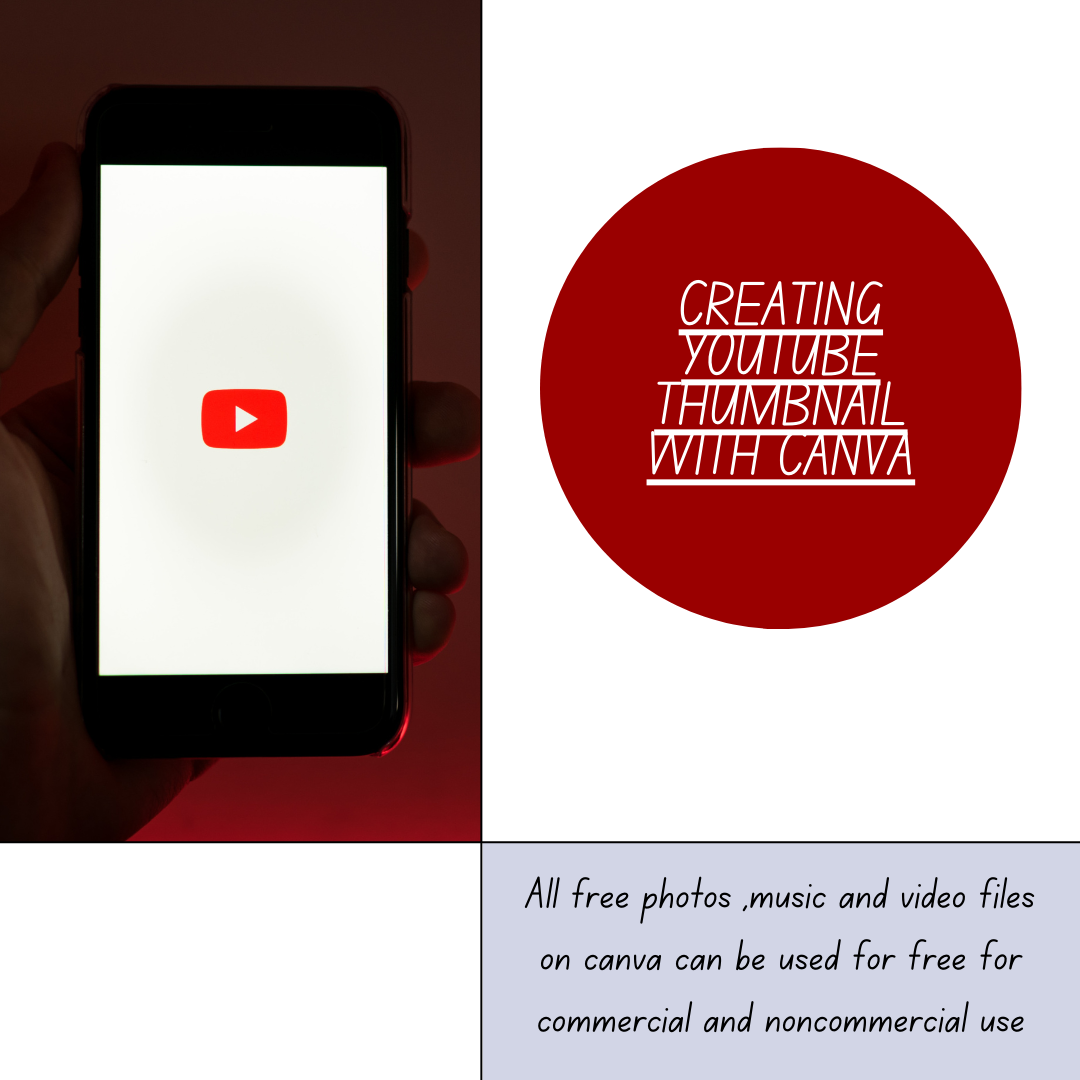 CREATING
YOUTUBE
THUMBNAIL
WITH CANVA
All free photos ,music and video files
on canva can be used for free for
commercial and noncommercial use